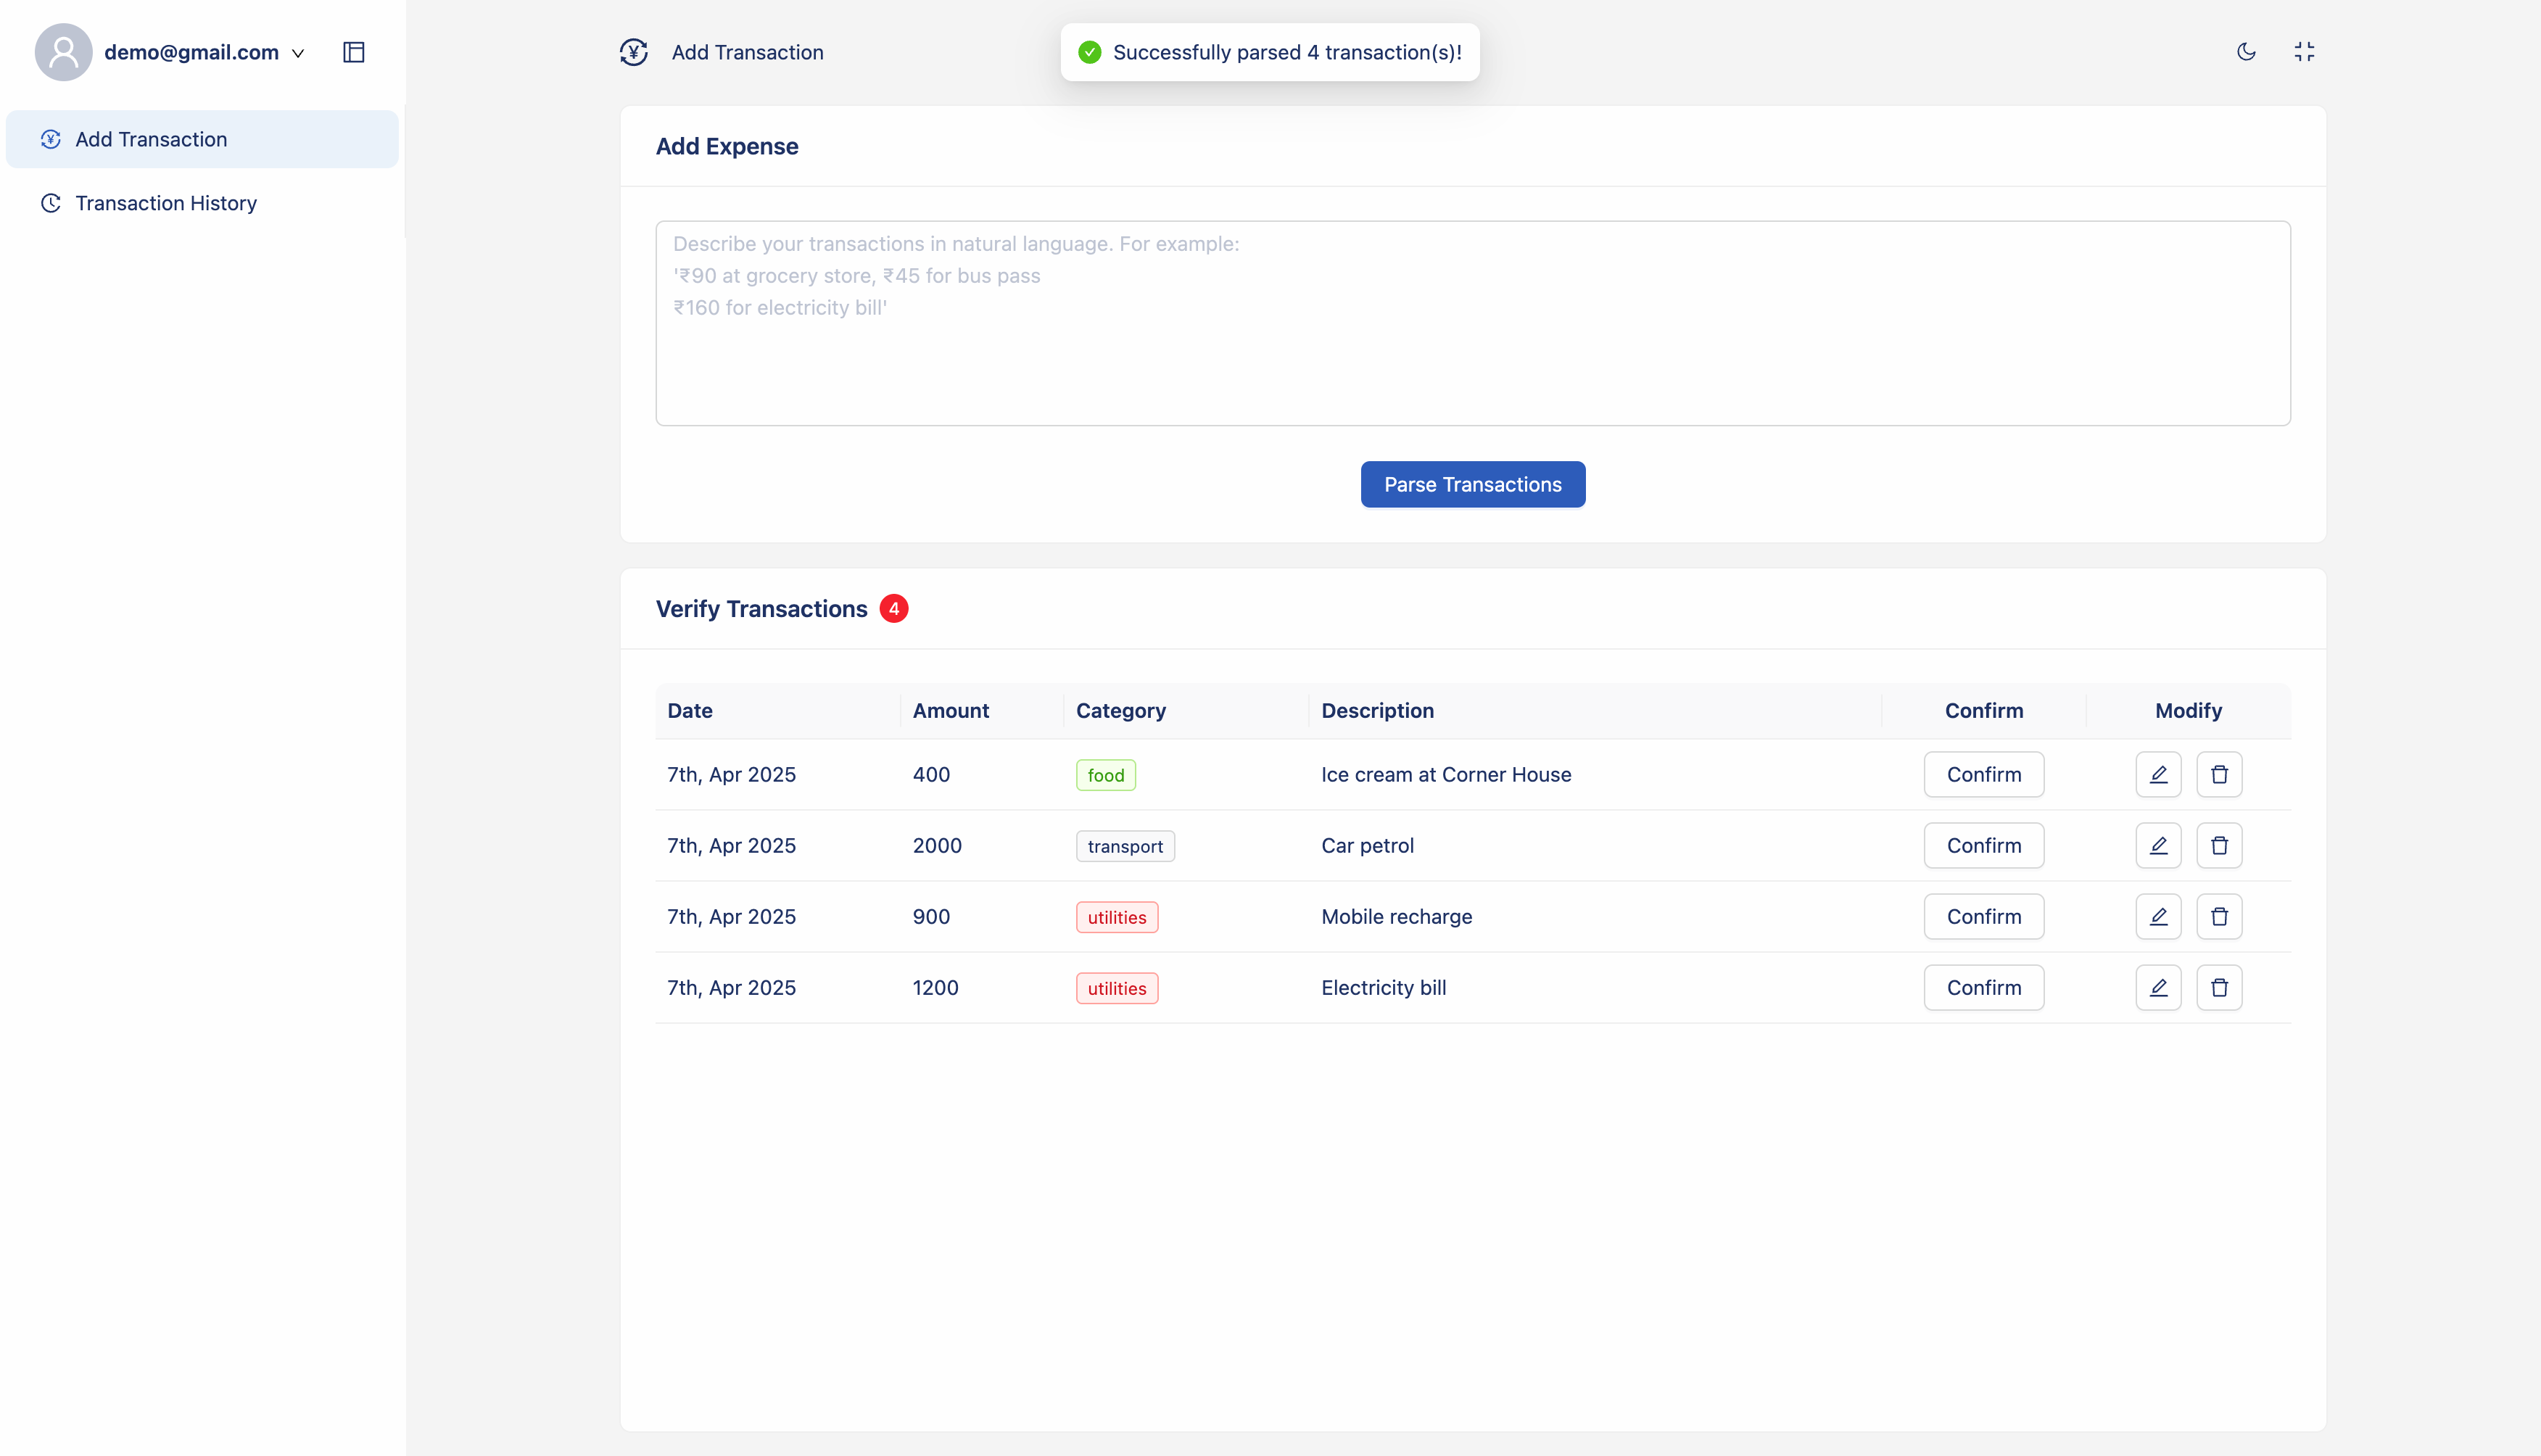 demo@gmail.com
Add Transaction
Transaction History
Add Transaction
Successfully parsed 4 transaction(s)!
Add Expense
Describe your transactions in natural language. For example:
'₹90 at grocery store, ₹45 for bus pass
₹160 for electricity bill'
Parse Transactions
Verify Transactions 4
Date Amount Category Description Confirm Modify
7th, Apr 2025 400 food Ice cream at Corner House Confirm
7th, Apr 2025 2000 transport Car petrol Confirm
7th, Apr 2025 900 utilities Mobile recharge Confirm
7th, Apr 2025 1200 utilities Electricity bill Confirm